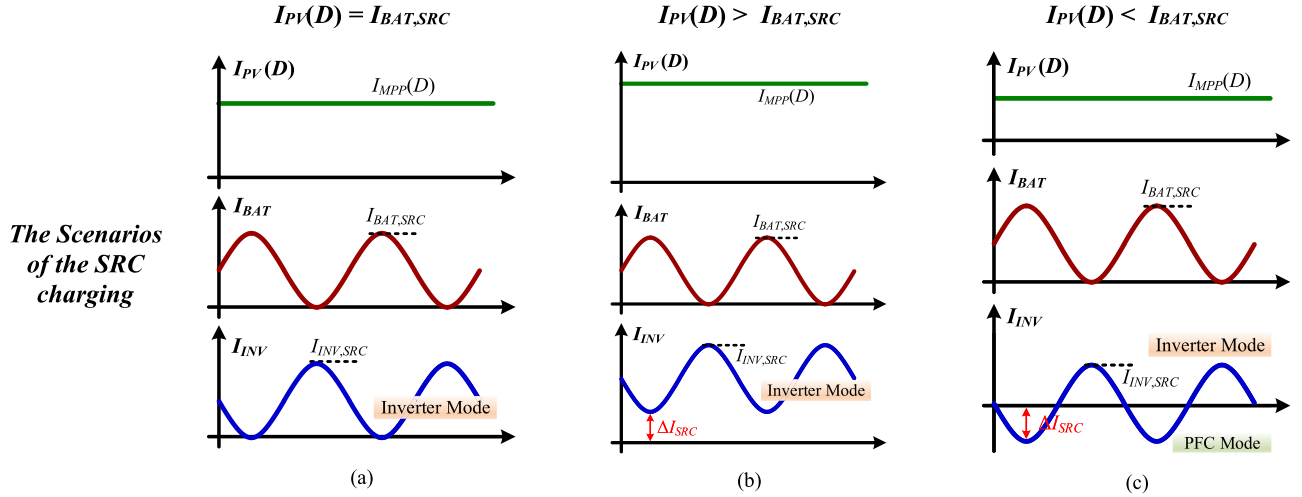 I_PV(D) = I_BAT,SRC
I_PV(D) > I_BAT,SRC
I_PV(D) < I_BAT,SRC
The Scenarios
of the SRC
charging
I_PV(D)
I_MPP(D)
I_BAT
I_BAT,SRC
I_INV
I_INV,SRC
Inverter Mode
(a)
I_PV(D)
I_MPP(D)
I_BAT
I_BAT,SRC
I_INV
I_INV,SRC
Inverter Mode
ΔI_SRC
(b)
I_PV(D)
I_MPP(D)
I_BAT
I_BAT,SRC
I_INV
Inverter Mode
I_INV,SRC
ΔI_SRC
PFC Mode
(c)